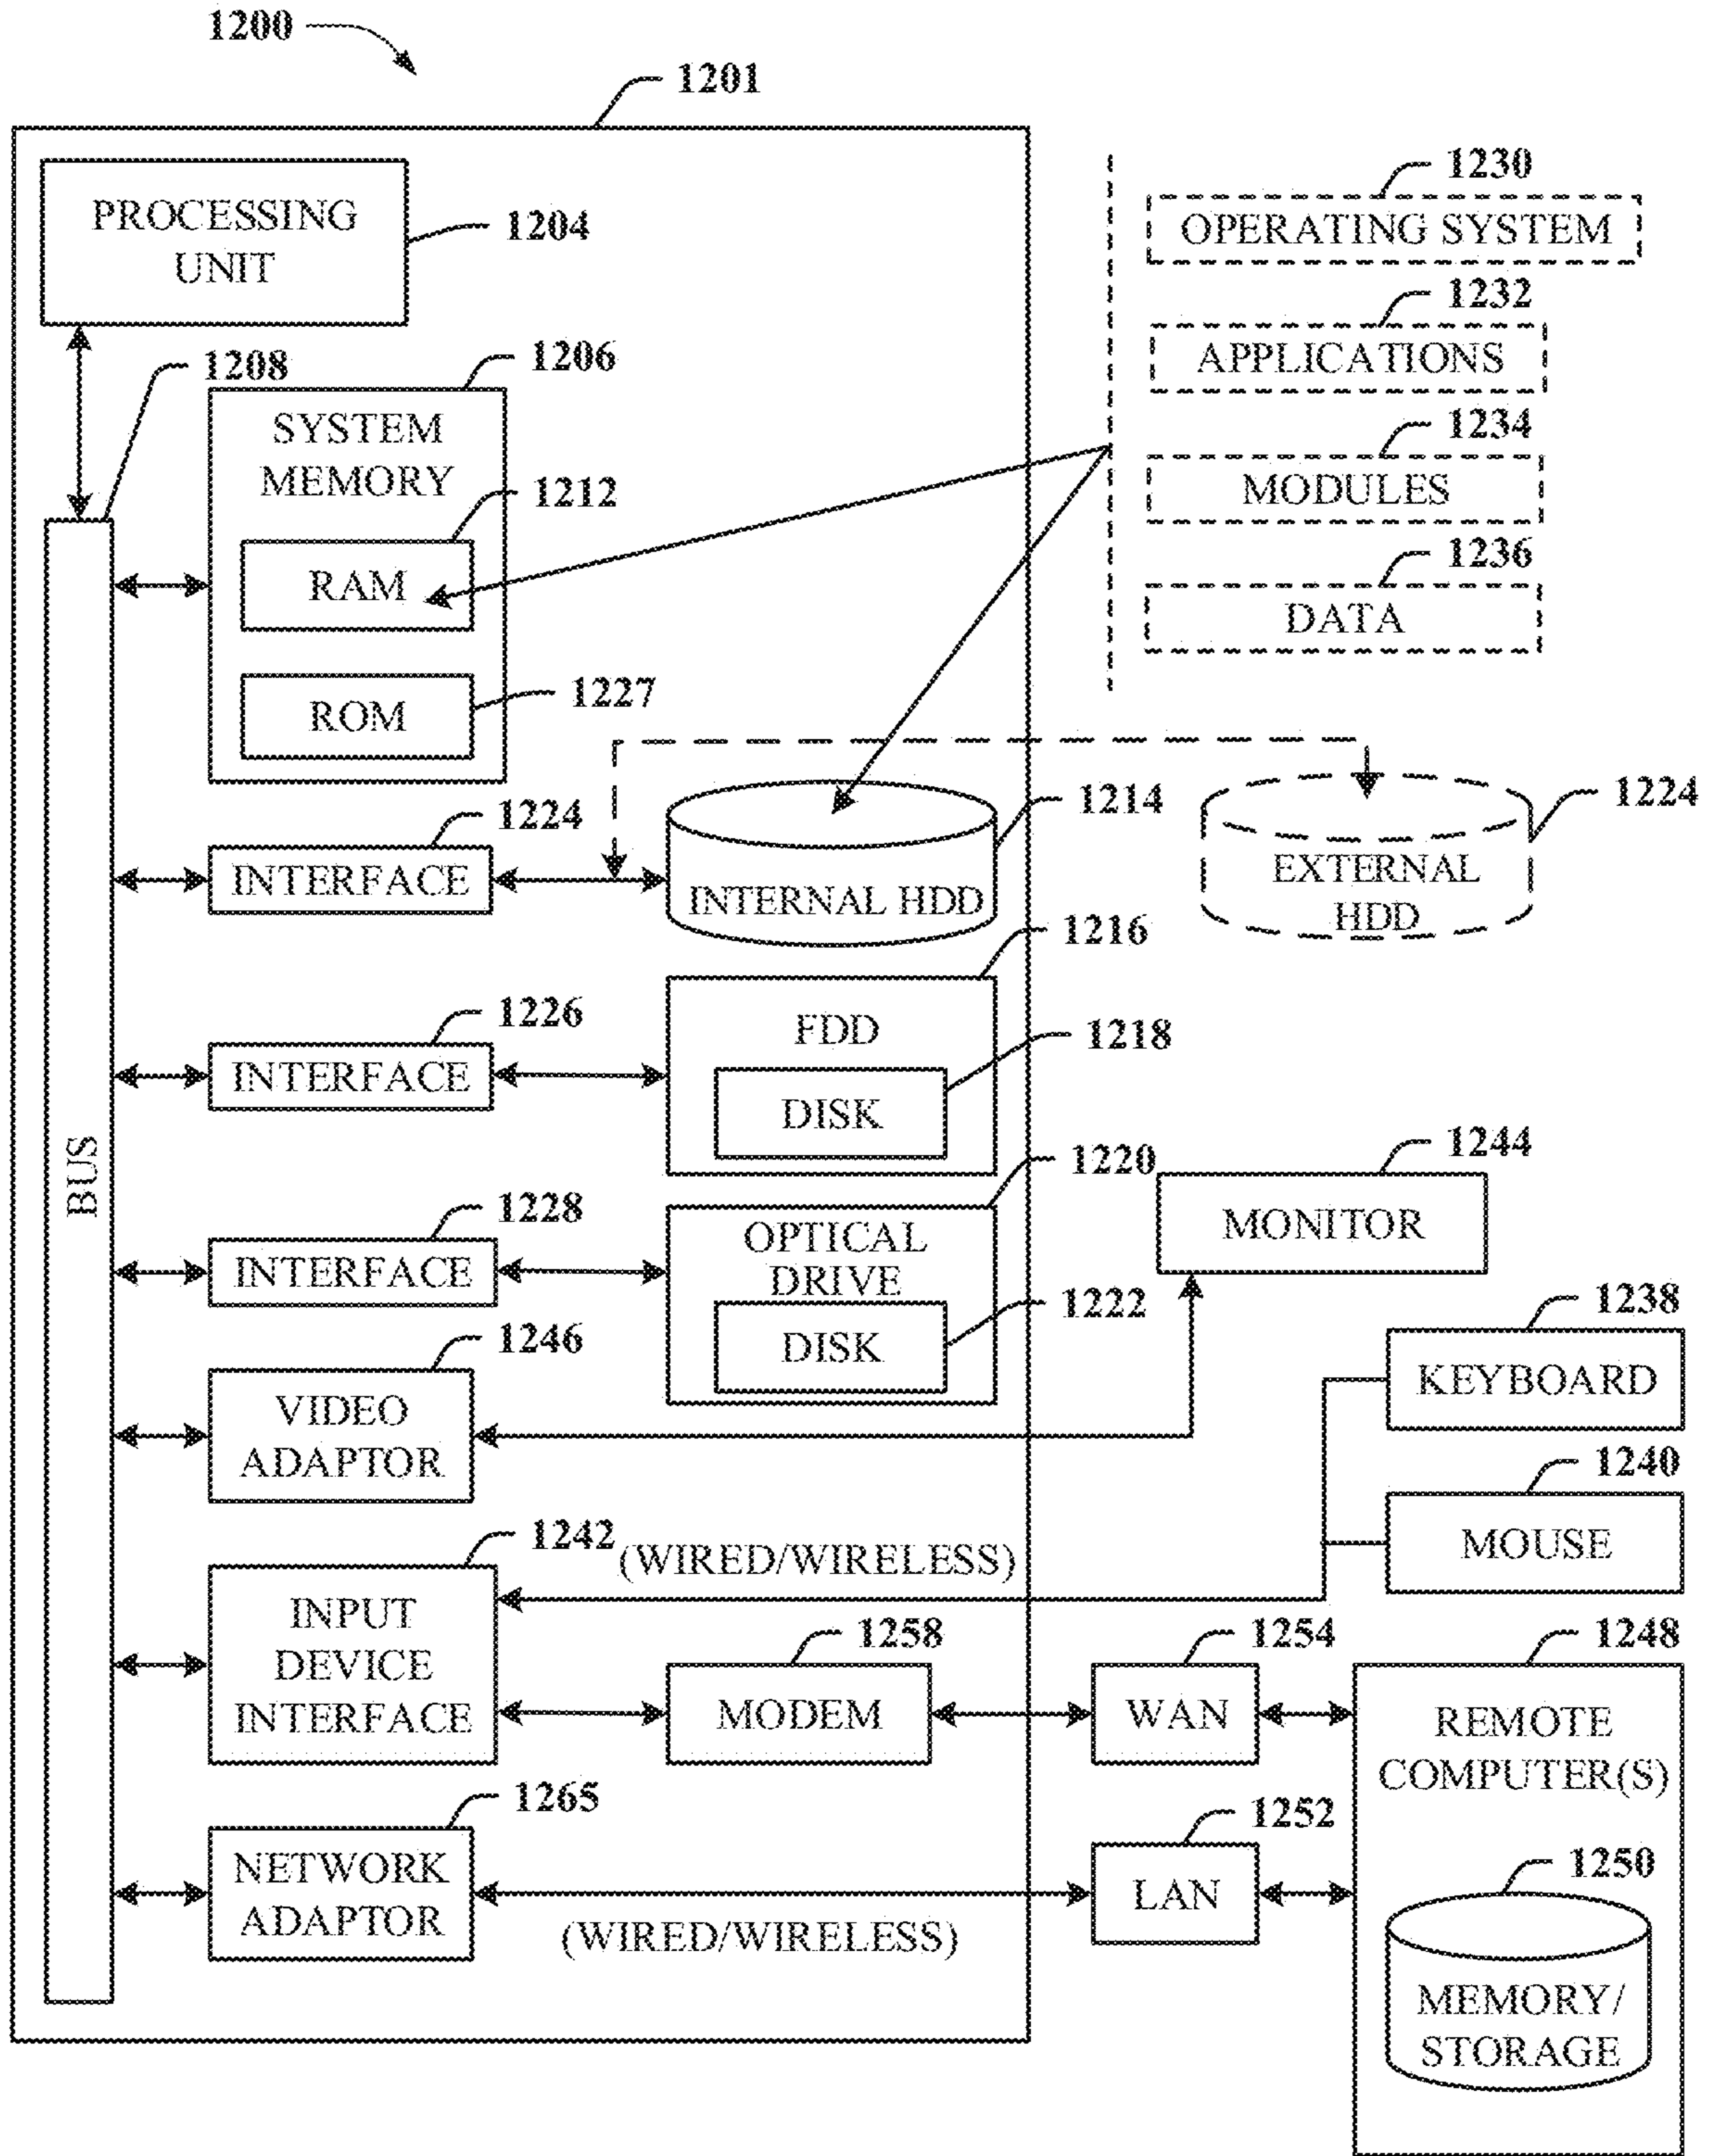 1200
1201
PROCESSING
UNIT
1204
1230
OPERATING SYSTEM
1232
APPLICATIONS
1234
MODULES
1236
DATA
1208
1206
SYSTEM
MEMORY
1212
RAM
1227
ROM
BUS
1224
INTERFACE
1214
INTERNAL HDD
1224
EXTERNAL
HDD
1216
1226
INTERFACE
FDD
1218
DISK
1220
1228
INTERFACE
OPTICAL
DRIVE
1222
DISK
1244
MONITOR
1238
KEYBOARD
1246
VIDEO
ADAPTOR
1240
MOUSE
1242
(WIRED/WIRELESS)
INPUT
DEVICE
INTERFACE
1258
MODEM
1254
WAN
1248
REMOTE
COMPUTER(S)
1265
NETWORK
ADAPTOR
(WIRED/WIRELESS)
1252
LAN
1250
MEMORY/
STORAGE